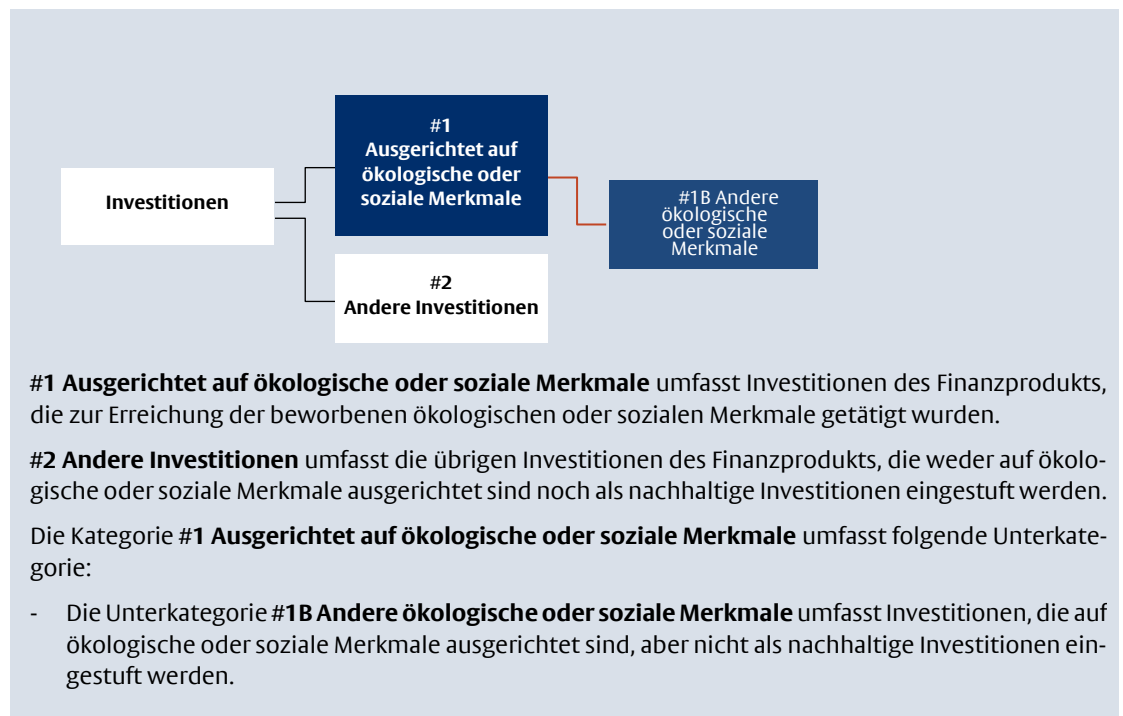 #1
Ausgerichtet auf
ökologische oder
soziale Merkmale
Investitionen
#1B Andere
ökologische
oder soziale
Merkmale
#2
Andere Investitionen
#1 Ausgerichtet auf ökologische oder soziale Merkmale umfasst Investitionen des Finanzprodukts,
die zur Erreichung der beworbenen ökologischen oder sozialen Merkmale getätigt wurden.
#2 Andere Investitionen umfasst die übrigen Investitionen des Finanzprodukts, die weder auf ökolo-
gische oder soziale Merkmale ausgerichtet sind noch als nachhaltige Investitionen eingestuft werden.
Die Kategorie #1 Ausgerichtet auf ökologische oder soziale Merkmale umfasst folgende Unterkate-
gorie:
- Die Unterkategorie #1B Andere ökologische oder soziale Merkmale umfasst Investitionen, die auf
ökologische oder soziale Merkmale ausgerichtet sind, aber nicht als nachhaltige Investitionen ein-
gestuft werden.